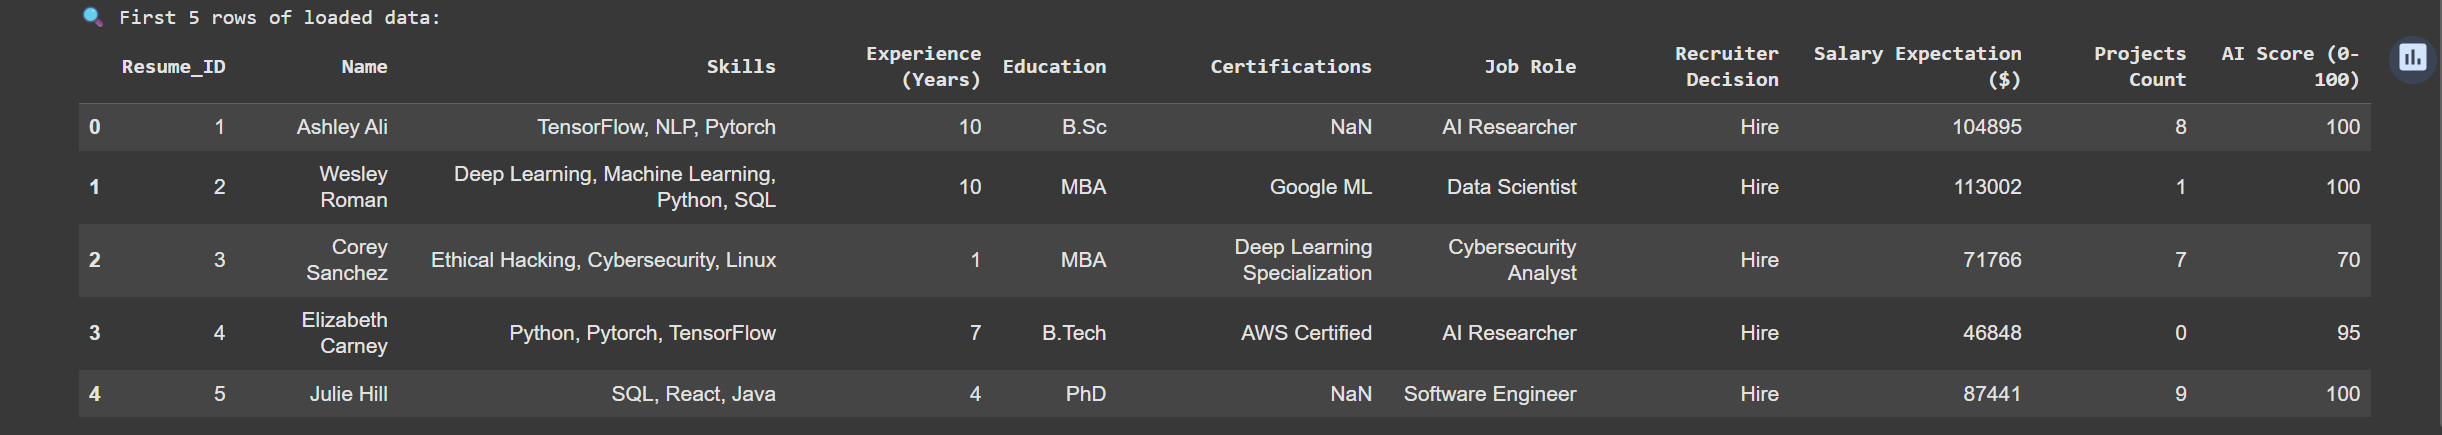 🔍 First 5 rows of loaded data:
Resume_ID Name Skills Experience (Years) Education Certifications Job Role Recruiter Decision Salary Expectation ($) Projects Count AI Score (0-100)
0 1 Ashley Ali TensorFlow, NLP, Pytorch 10 B.Sc NaN AI Researcher Hire 104895 8 100
1 2 Wesley Roman Deep Learning, Machine Learning, Python, SQL 10 MBA Google ML Data Scientist Hire 113002 1 100
2 3 Corey Sanchez Ethical Hacking, Cybersecurity, Linux 1 MBA Deep Learning Specialization Cybersecurity Analyst Hire 71766 7 70
3 4 Elizabeth Carney Python, Pytorch, TensorFlow 7 B.Tech AWS Certified AI Researcher Hire 46848 0 95
4 5 Julie Hill SQL, React, Java 4 PhD NaN Software Engineer Hire 87441 9 100